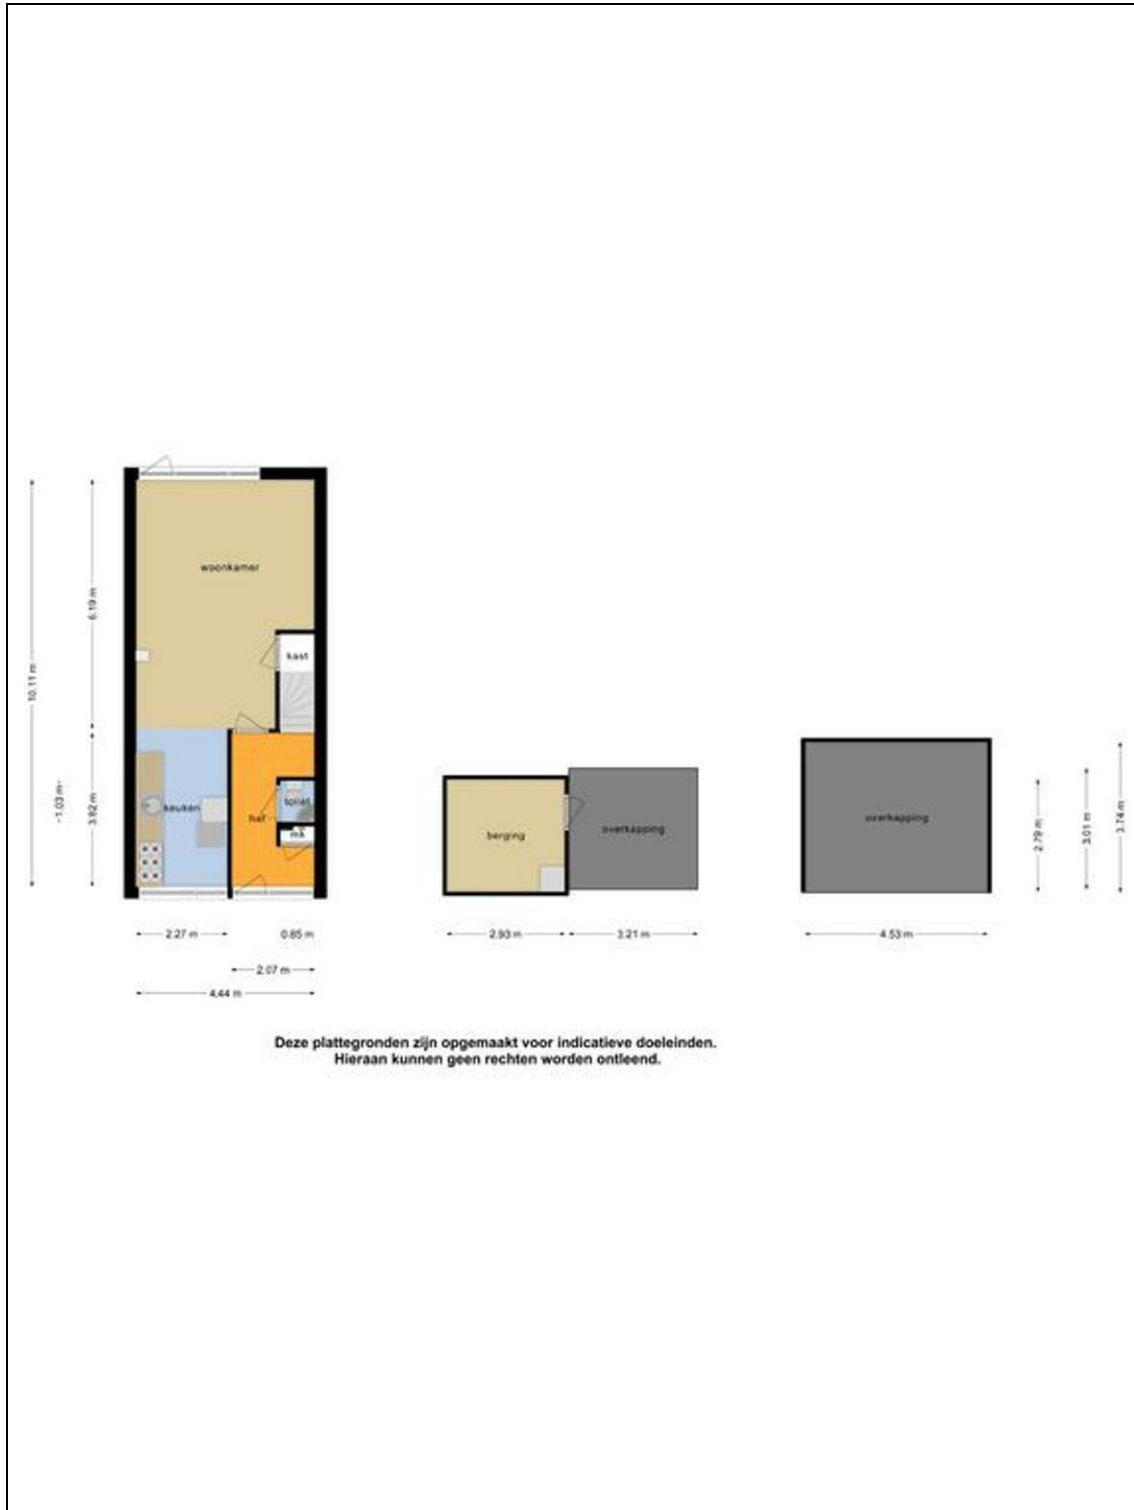 woonkamer
kast
keuken
hal
toilet
mk
berging
overkapping
overkapping
10.11 m
6.19 m
1.03 m
3.82 m
2.27 m
0.85 m
2.07 m
4.44 m
2.93 m
3.21 m
4.53 m
2.79 m
3.01 m
3.74 m
Deze plattegronden zijn opgemaakt voor indicatieve doeleinden.
Hieraan kunnen geen rechten worden ontleend.